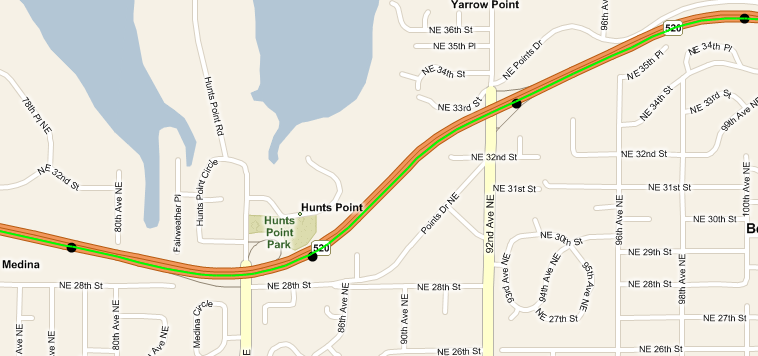 Yarrow Point
96th Ave N
NE 36th St
NE 35th Pl
NE Points Dr
520
NE 34th Pl
NE 34th St
NE 35th Pl
78th Pl NE
Hunts Point Rd
NE 33rd St
NE 34th St
NE 33rd St
99th Ave NE
NE 32nd St
NE 32nd St
NE 32nd St
Hunts Point Circle
Fairweather Pl
80th Ave NE
NE 31st St
NE 31st St
100th Ave NE
Hunts Point
Points Dr NE
92nd Ave NE
96th Ave NE
NE 30th St
Hunts
Point
Park
520
NE 30th St
Be
NE 29th St
Medina
93rd Ave NE
94th Ave NE
95th Ave NE
98th Ave NE
NE 28th St
NE 28th St
NE 28th St
NE 28th St
Medina Circle
86th Ave NE
90th Ave NE
NE 27th St
NE 27th St
80th Ave NE
Ave NE
Ave NE
E
NE 26th St
NE 26th St